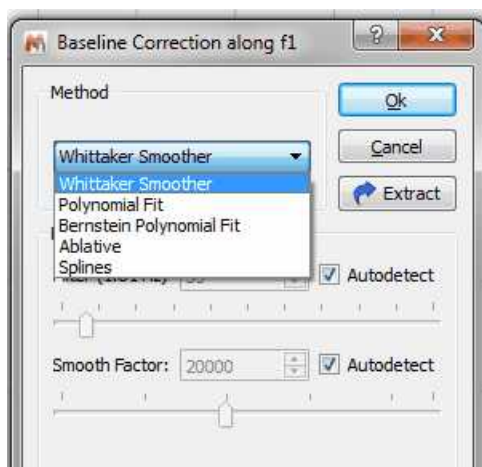 Baseline Correction along f1
Method
Ok
Whittaker Smoother
Cancel
Whittaker Smoother
Polynomial Fit
Extract
Bernstein Polynomial Fit
Ablative
Splines
Autodetect
Smooth Factor: 20000 Autodetect